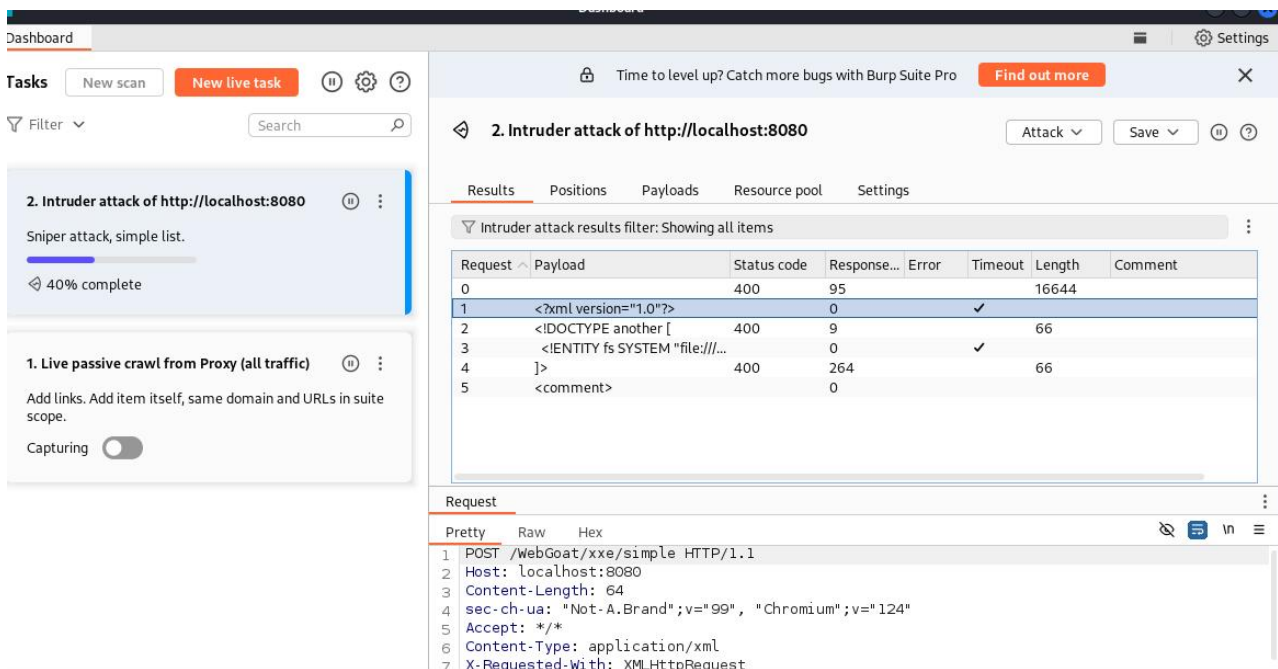 Dashboard
Dashboard
Settings
Tasks
New scan
New live task
Filter
Search
2. Intruder attack of http://localhost:8080
Sniper attack, simple list.
40% complete
1. Live passive crawl from Proxy (all traffic)
Add links. Add item itself, same domain and URLs in suite
scope.
Capturing
Time to level up? Catch more bugs with Burp Suite Pro Find out more
2. Intruder attack of http://localhost:8080 Attack Save
Results Positions Payloads Resource pool Settings
Intruder attack results filter: Showing all items
Request Payload Status code Response... Error Timeout Length Comment
0 400 95 16644
1 <?xml version="1.0"?> 0 ✓
2 <!DOCTYPE another [ 400 9 66
3 <!ENTITY fs SYSTEM "file:///... 0 ✓
4 ]> 400 264 66
5 <comment> 0
Request
Pretty Raw Hex \n
1 POST /WebGoat/xxe/simple HTTP/1.1
2 Host: localhost:8080
3 Content-Length: 64
4 sec-ch-ua: "Not-A.Brand";v="99", "Chromium";v="124"
5 Accept: */*
6 Content-Type: application/xml
7 X-Requested-With: XMLHttpRequest